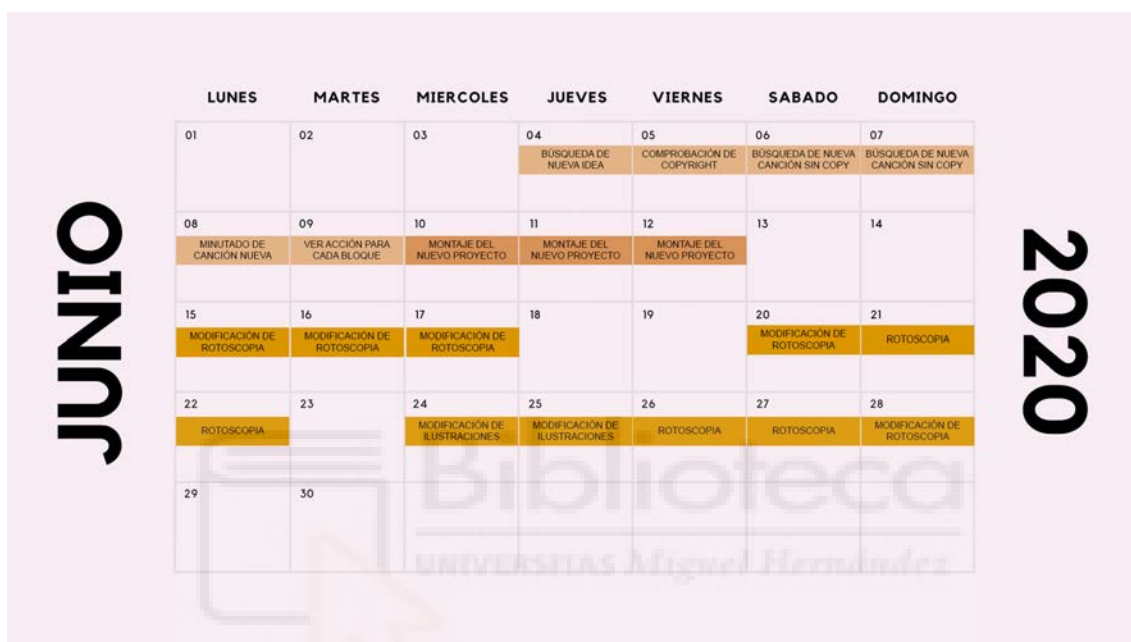 JUNIO
2020
LUNES MARTES MIERCOLES JUEVES VIERNES SABADO DOMINGO
01 02 03 04 05 06 07
BÚSQUEDA DE COMPROBACIÓN DE BÚSQUEDA DE NUEVA BÚSQUEDA DE NUEVA
NUEVA IDEA COPYRIGHT CANCIÓN SIN COPY CANCIÓN SIN COPY
08 09 10 11 12 13 14
MINUTADO DE VER ACCIÓN PARA MONTAJE DEL MONTAJE DEL MONTAJE DEL
CANCIÓN NUEVA CADA BLOQUE NUEVO PROYECTO NUEVO PROYECTO NUEVO PROYECTO
15 16 17 18 19 20 21
MODIFICACIÓN DE MODIFICACIÓN DE MODIFICACIÓN DE MODIFICACIÓN DE ROTOSCOPIA
ROTOSCOPIA ROTOSCOPIA ROTOSCOPIA ROTOSCOPIA
22 23 24 25 26 27 28
ROTOSCOPIA MODIFICACIÓN DE MODIFICACIÓN DE ROTOSCOPIA ROTOSCOPIA MODIFICACIÓN DE
ILUSTRACIONES ILUSTRACIONES ROTOSCOPIA
29 30
Biblioteca
UNIVERSITAS Miguel Hernández